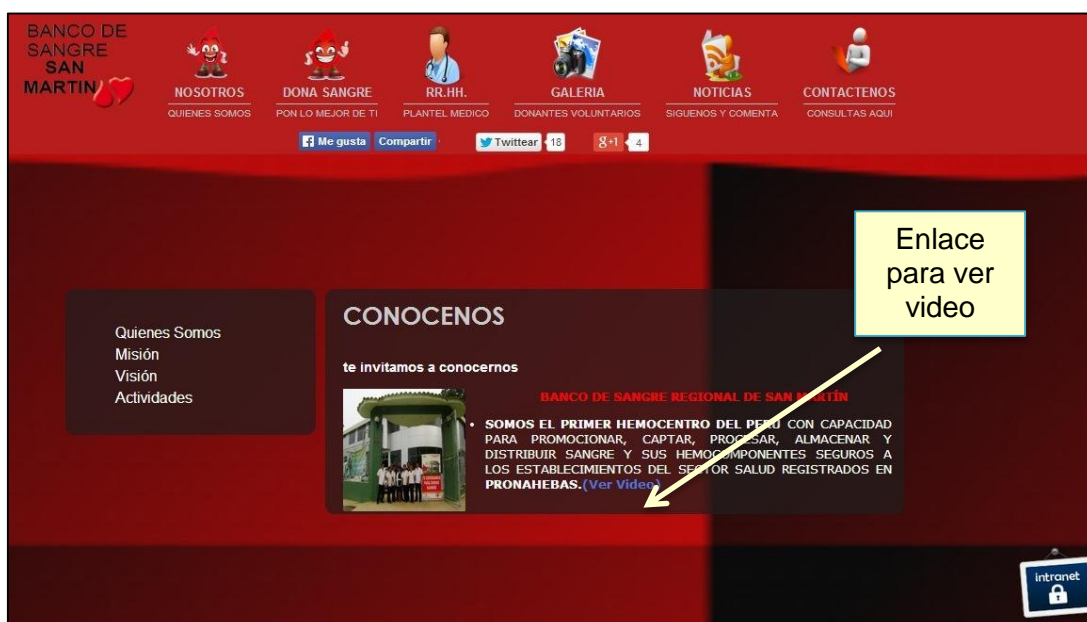 BANCO DE
SANGRE
SAN
MARTIN
NOSOTROS
QUIENES SOMOS
DONA SANGRE
PON LO MEJOR DE TI
RR.HH.
PLANTEL MEDICO
GALERIA
DONANTES VOLUNTARIOS
NOTICIAS
SIGUENOS Y COMENTA
CONTACTENOS
CONSULTAS AQUI
Me gusta Compartir
Twittear 18
g+1 4
Enlace
para ver
video
Quienes Somos
Misión
Visión
Actividades
CONOCENOS
te invitamos a conocernos
BANCO DE SANGRE REGIONAL DE SAN MARTÍN
• SOMOS EL PRIMER HEMOCENTRO DEL PERÚ CON CAPACIDAD
PARA PROMOCIONAR, CAPTAR, PROCESAR, ALMACENAR Y
DISTRIBUIR SANGRE Y SUS HEMOCOMPONENTES SEGUROS A
LOS ESTABLECIMIENTOS DEL SECTOR SALUD REGISTRADOS EN
PRONAHEBAS.(Ver Video)
intranet